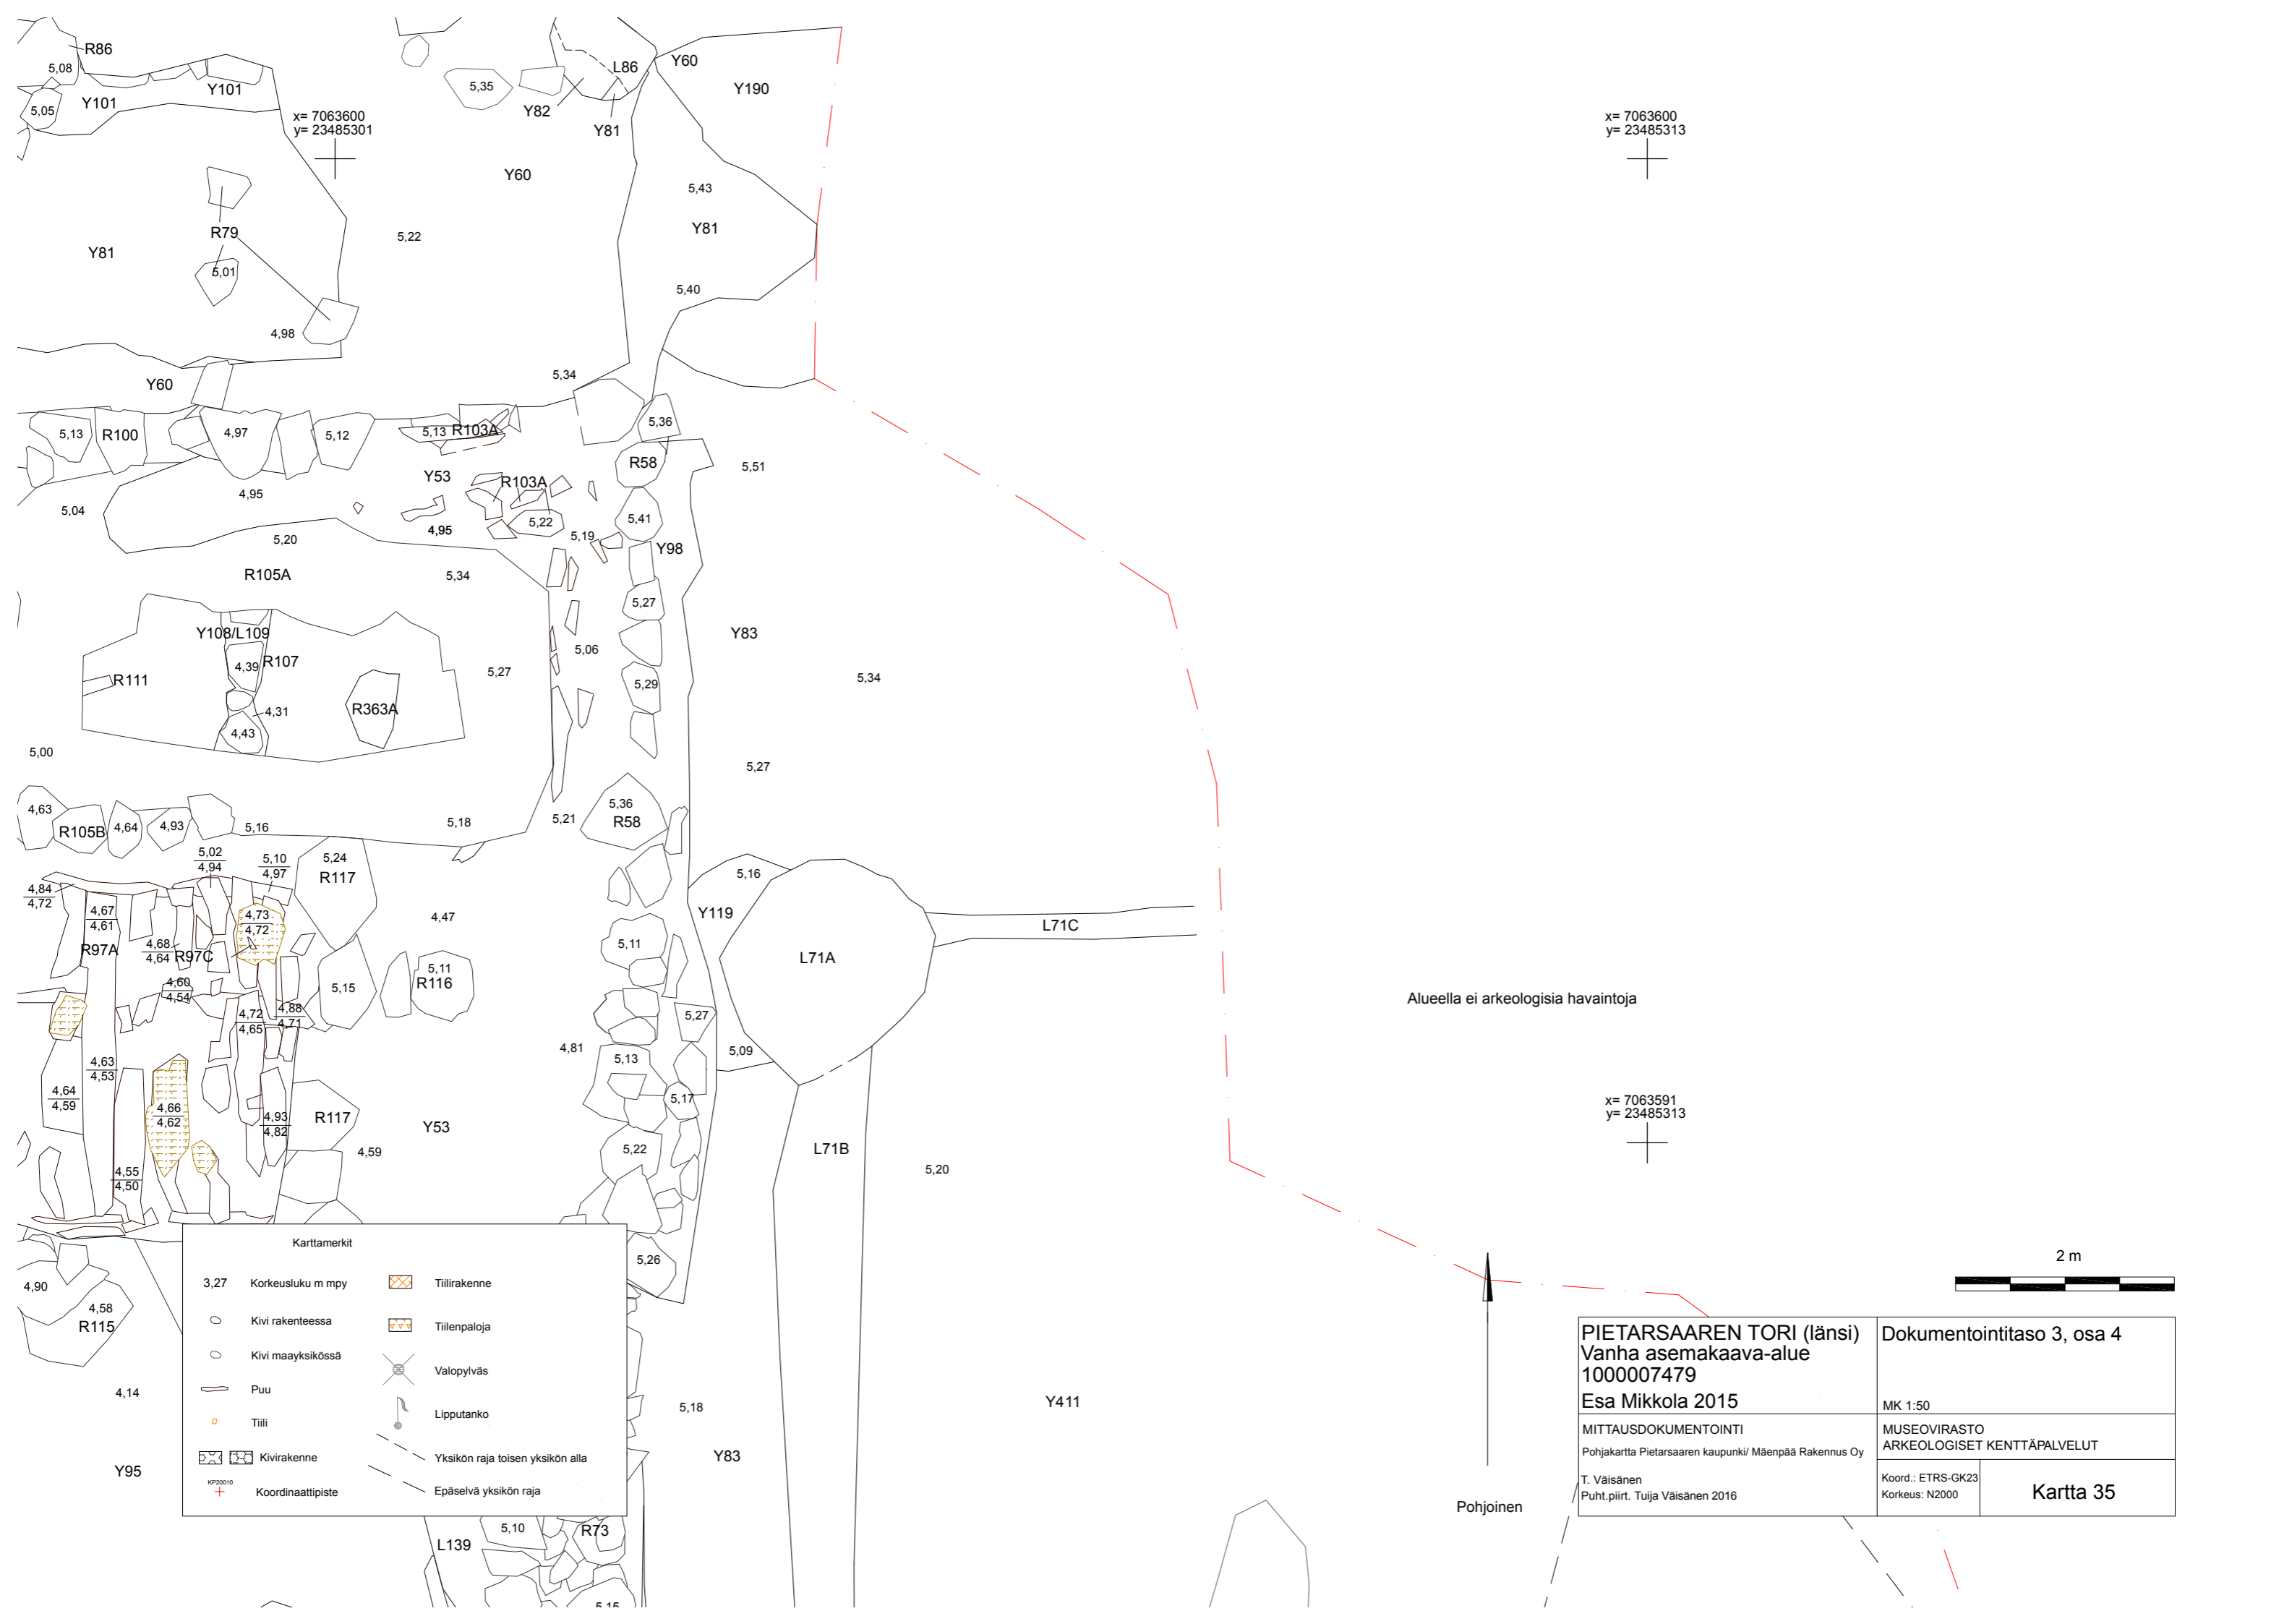 R86
5,08
Y101
Y101
5,05
x= 7063600
y= 23485301
5,35
L86
Y82
Y81
Y60
Y190
x= 7063600
y= 23485313
Y60
5,43
R79
Y81
5,22
Y81
5,01
5,40
4,98
5,34
Y60
5,13
R100
4,97
5,12
5,13
R103A
5,36
R58
5,51
Y53
R103A
4,95
5,04
5,22
5,41
4,95
5,19
5,20
Y98
R105A
5,34
5,27
Y108/L109
Y83
4,39
R107
5,06
R111
5,27
5,34
5,29
R363A
4,31
4,43
5,00
5,27
4,63
R105B
4,64
4,93
5,16
5,18
5,21
5,36
R58
5,02
4,94
5,10
4,97
5,24
R117
4,84
4,72
5,16
4,67
4,61
4,73
4,72
4,47
Y119
L71C
R97A
4,68
4,64
R97C
5,11
L71A
5,11
R116
4,60
4,54
5,15
Alueella ei arkeologisia havaintoja
4,72
4,65
4,88
4,71
5,27
4,81
5,13
5,09
4,63
4,53
4,64
4,59
5,17
x= 7063591
y= 23485313
4,66
4,62
4,93
4,82
R117
Y53
5,22
L71B
4,59
5,20
4,55
4,50
5,26
2 m
Karttamerkit
3,27 Korkeusluku m mpy
Kivi rakenteessa
Kivi maayksikössä
Puu
Tiili
Kivirakenne
KP20010
Koordinaattipiste
Tiilirakenne
Tiilenpaloja
Valopylväs
Lipputanko
Yksikön raja toisen yksikön alla
Epäselvä yksikön raja
4,90
4,58
R115
4,14
Y95
5,18
Y83
Y411
5,10
R73
L139
5,15
Pohjoinen
PIETARSAAREN TORI (länsi)
Vanha asemakaava-alue
1000007479
Esa Mikkola 2015
Dokumentointitaso 3, osa 4
MK 1:50
MITTAUSDOKUMENTOINTI
Pohjakartta Pietarsaaren kaupunki/ Mäenpää Rakennus Oy
T. Väisänen
Puht.piirt. Tuija Väisänen 2016
MUSEOVIRASTO
ARKEOLOGISET KENTTÄPALVELUT
Koord.: ETRS-GK23
Korkeus: N2000
Kartta 35